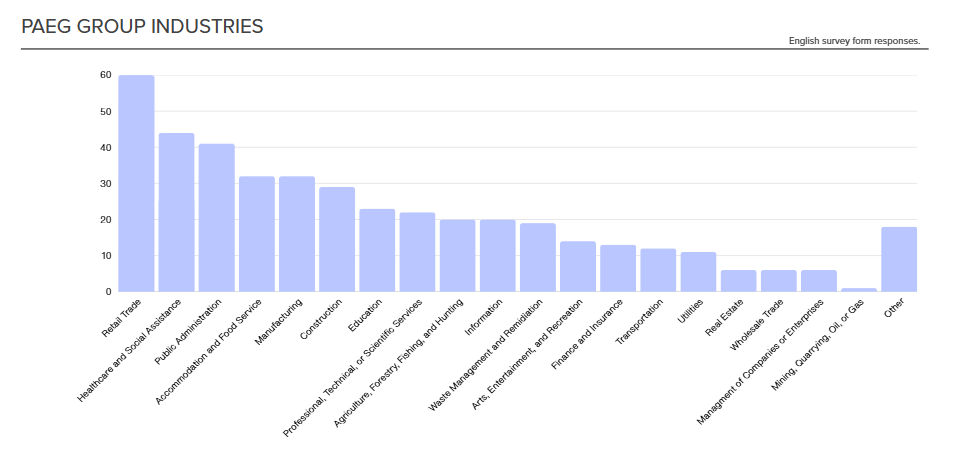 PAEG GROUP INDUSTRIES
English survey form responses.
60
50
40
30
20
10
0
Retail Trade
Healthcare and Social Assistance
Public Administration
Accommodation and Food Service
Manufacturing
Construction
Education
Professional, Technical, or Scientific Services
Agriculture, Forestry, Fishing, and Hunting
Information
Waste Management and Remidiation
Arts, Entertainment, and Recreation
Finance and Insurance
Transportation
Utilities
Real Estate
Wholesale Trade
Managment of Companies or Enterprises
Mining, Quarrying, Oil, or Gas
Other